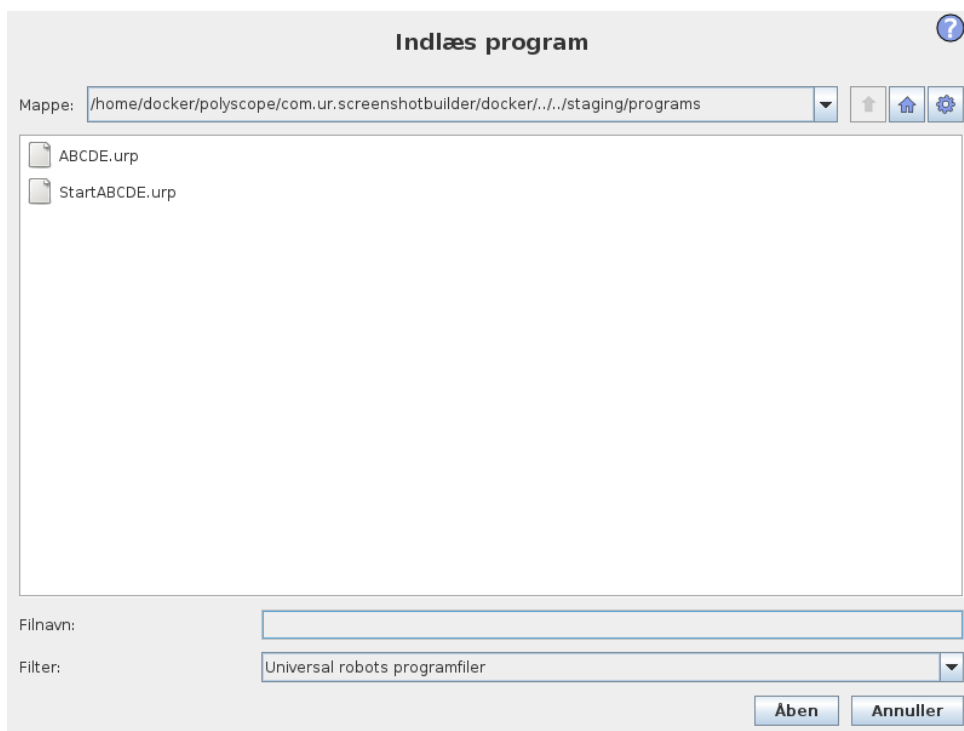 Indlæs program
?
Mappe: /home/docker/polyscope/com.ur.screenshotbuilder/docker/../../staging/programs
ABCDE.urp
StartABCDE.urp
Filnavn:
Filter: Universal robots programfiler
Åben Annuller